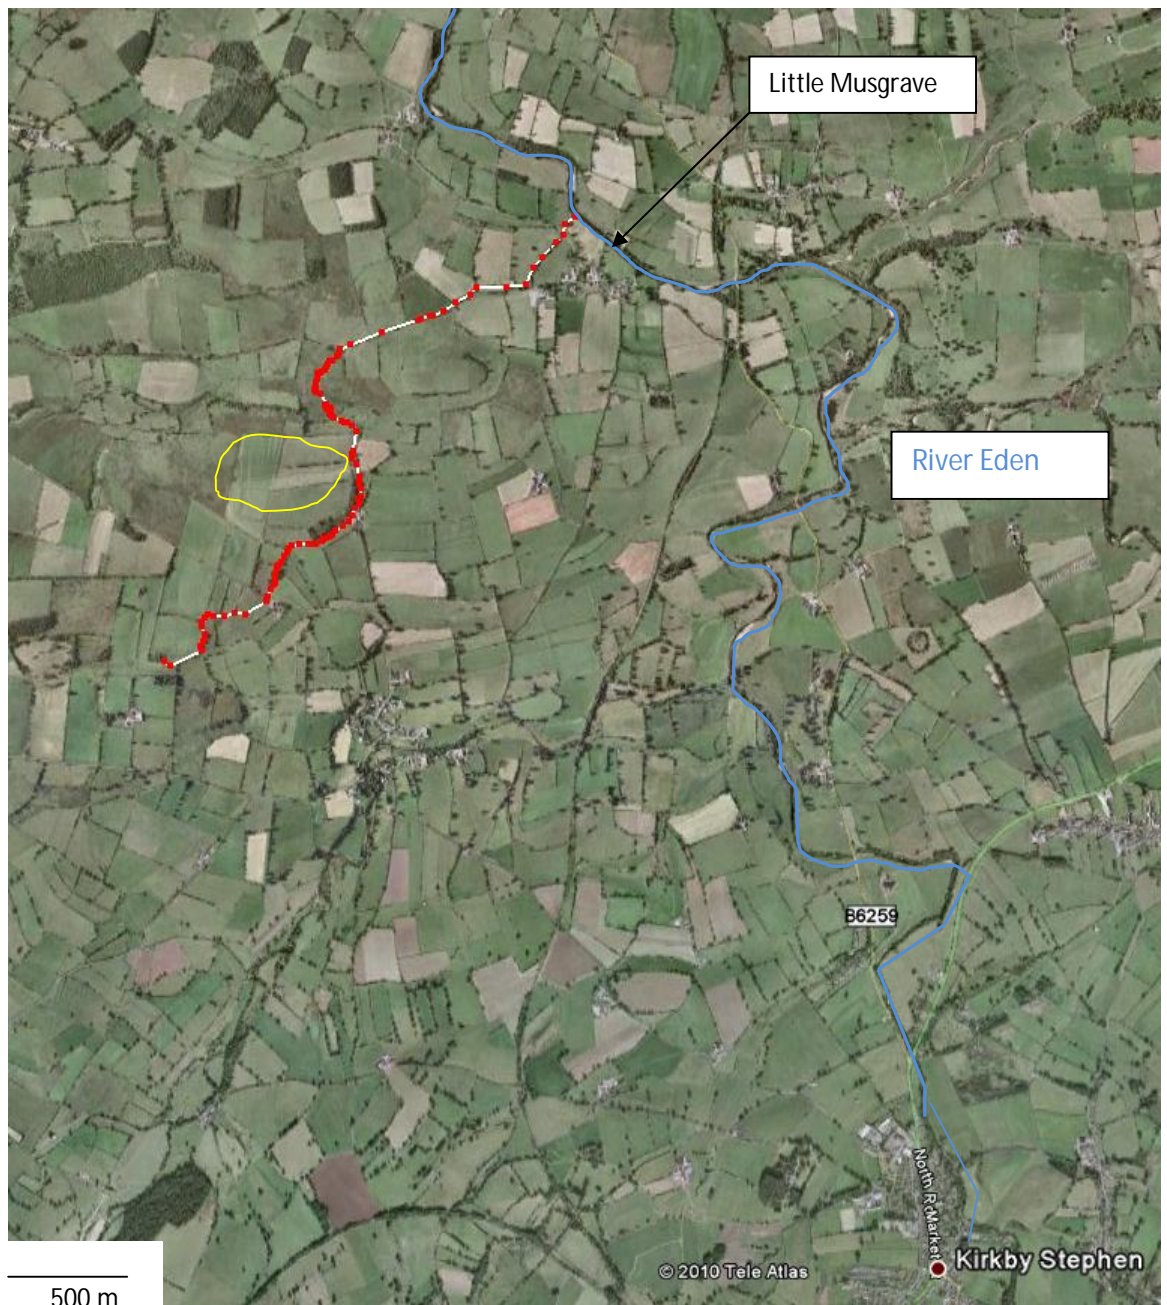 Little Musgrave
River Eden
B6259
North Rd
Market
© 2010 Tele Atlas
Kirkby Stephen
500 m